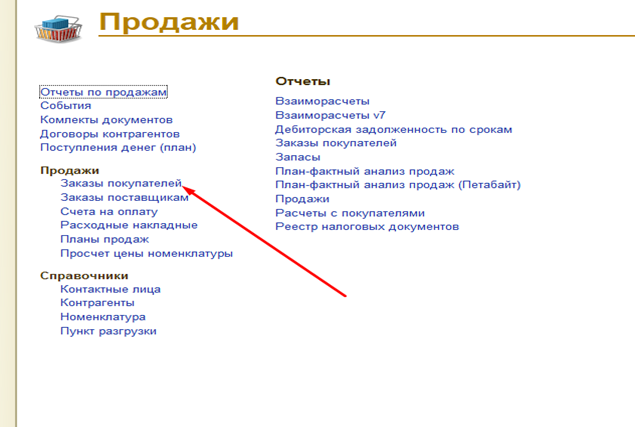 Продажи
Отчеты по продажам
События
Комлекты документов
Договоры контрагентов
Поступления денег (план)
Продажи
Заказы покупателей
Заказы поставщикам
Счета на оплату
Расходные накладные
Планы продаж
Просчет цены номенклатуры
Справочники
Контактные лица
Контрагенты
Номенклатура
Пункт разгрузки
Отчеты
Взаиморасчеты
Взаиморасчеты v7
Дебиторская задолженность по срокам
Заказы покупателей
Запасы
План-фактный анализ продаж
План-фактный анализ продаж (Петабайт)
Продажи
Расчеты с покупателями
Реестр налоговых документов